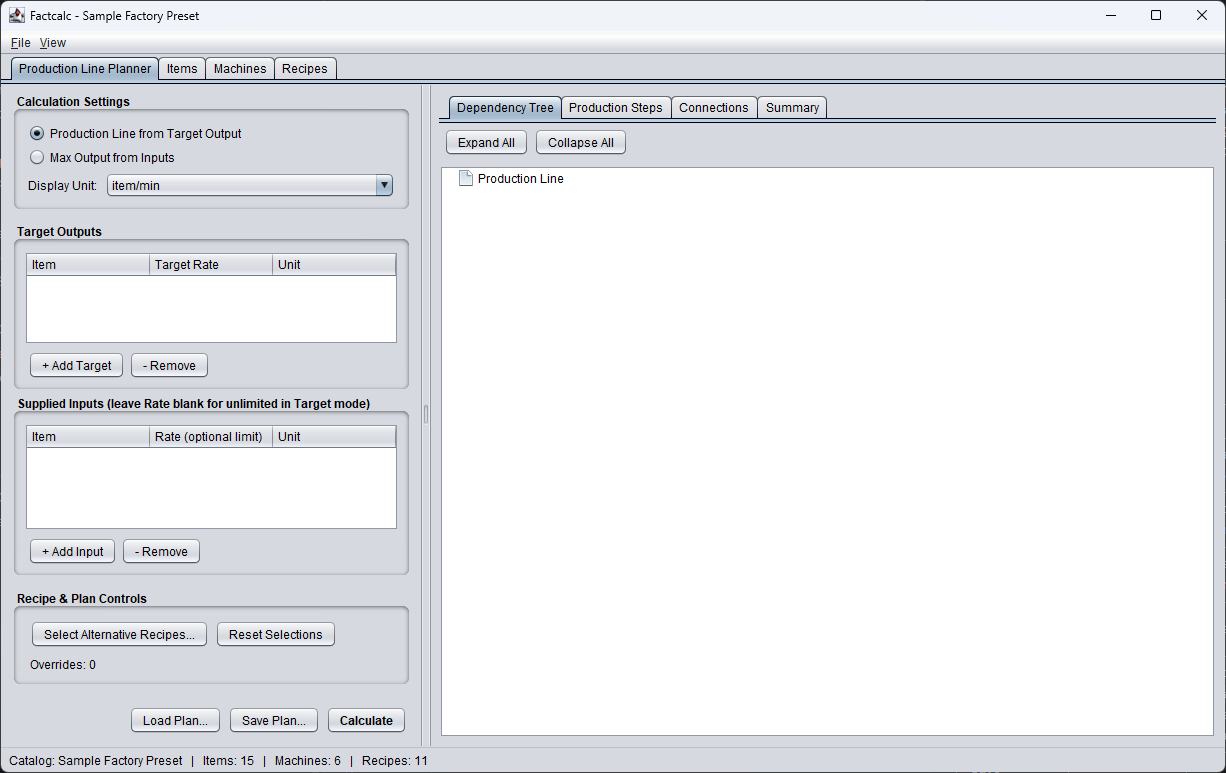 Factcalc - Sample Factory Preset
File View
Production Line Planner Items Machines Recipes
Calculation Settings
Production Line from Target Output
Max Output from Inputs
Display Unit: item/min
Target Outputs
Item Target Rate Unit
+ Add Target - Remove
Supplied Inputs (leave Rate blank for unlimited in Target mode)
Item Rate (optional limit) Unit
+ Add Input - Remove
Recipe & Plan Controls
Select Alternative Recipes... Reset Selections
Overrides: 0
Load Plan... Save Plan... Calculate
Dependency Tree Production Steps Connections Summary
Expand All Collapse All
Production Line
Catalog: Sample Factory Preset | Items: 15 | Machines: 6 | Recipes: 11